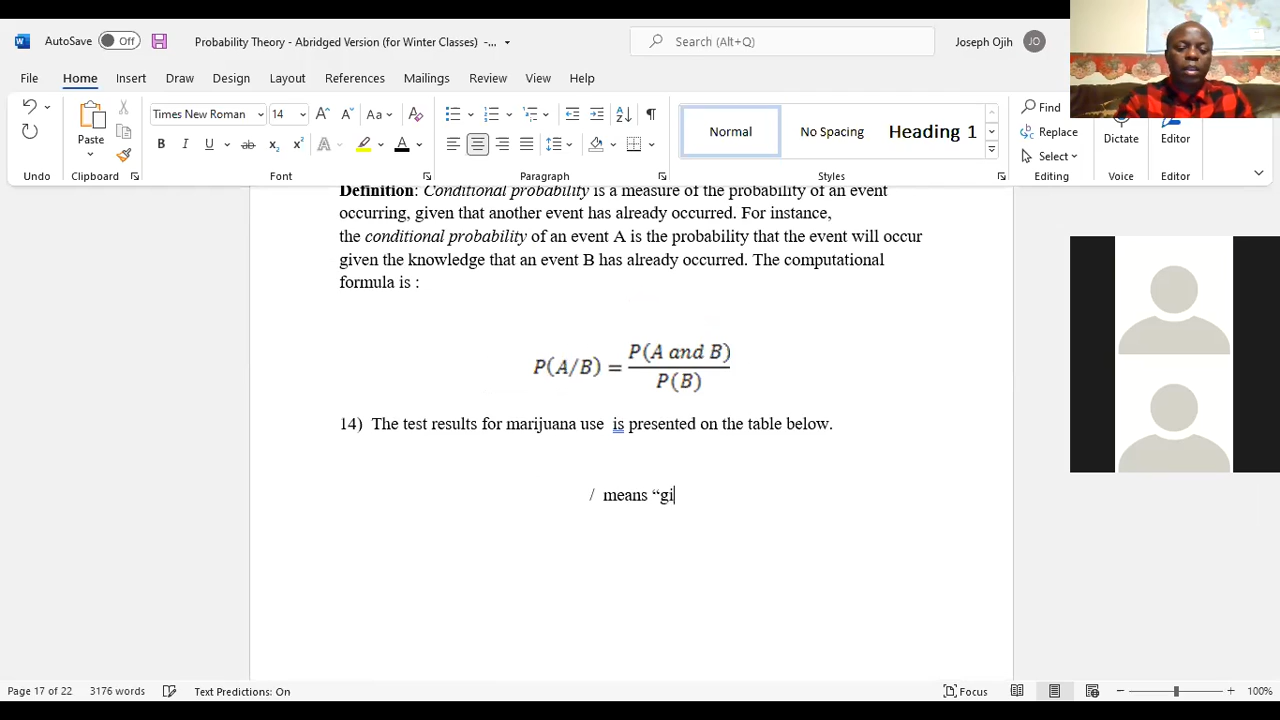 AutoSave Off Probability Theory - Abridged Version (for Winter Classes) -... Search (Alt+Q) Joseph Ojih JO
File Home Insert Draw Design Layout References Mailings Review View Help
Paste Times New Roman 14 Aa Normal No Spacing Heading 1 Find Replace Select Dictate Editor
Undo Clipboard Font Paragraph Styles Editing Voice Editor
Definition: Conditional probability is a measure of the probability of an event
occurring, given that another event has already occurred. For instance,
the conditional probability of an event A is the probability that the event will occur
given the knowledge that an event B has already occurred. The computational
formula is :
P(A/B) = P(A and B) / P(B)
14) The test results for marijuana use is presented on the table below.
/ means “gi
Page 17 of 22 3176 words Text Predictions: On Focus 100%